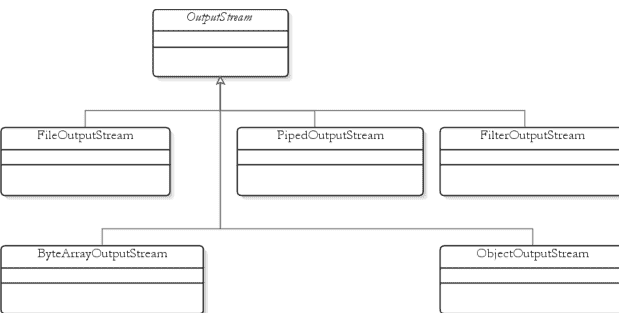 OutputStream
FileOutputStream
PipedOutputStream
FilterOutputStream
ByteArrayOutputStream
ObjectOutputStream